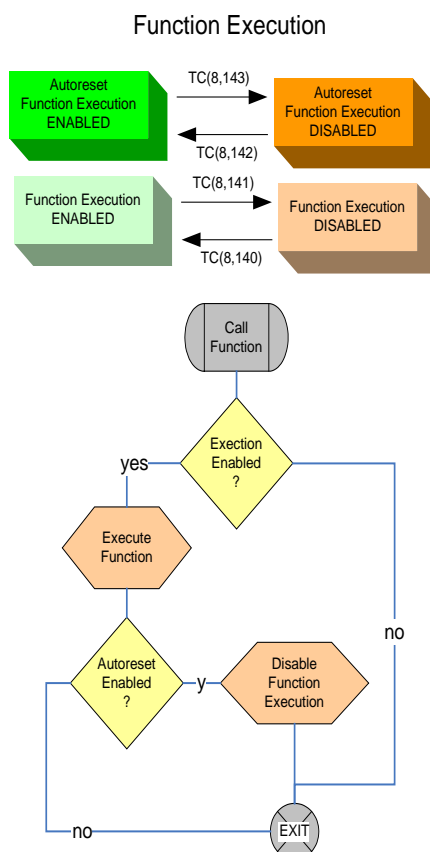 Function Execution
Autoreset
Function Execution
ENABLED
TC(8,143)
Autoreset
Function Execution
DISABLED
TC(8,142)
Function Execution
ENABLED
TC(8,141)
Function Execution
DISABLED
TC(8,140)
Call
Function
Exection
Enabled
?
yes
Execute
Function
no
Autoreset
Enabled
?
y
Disable
Function
Execution
no
EXIT